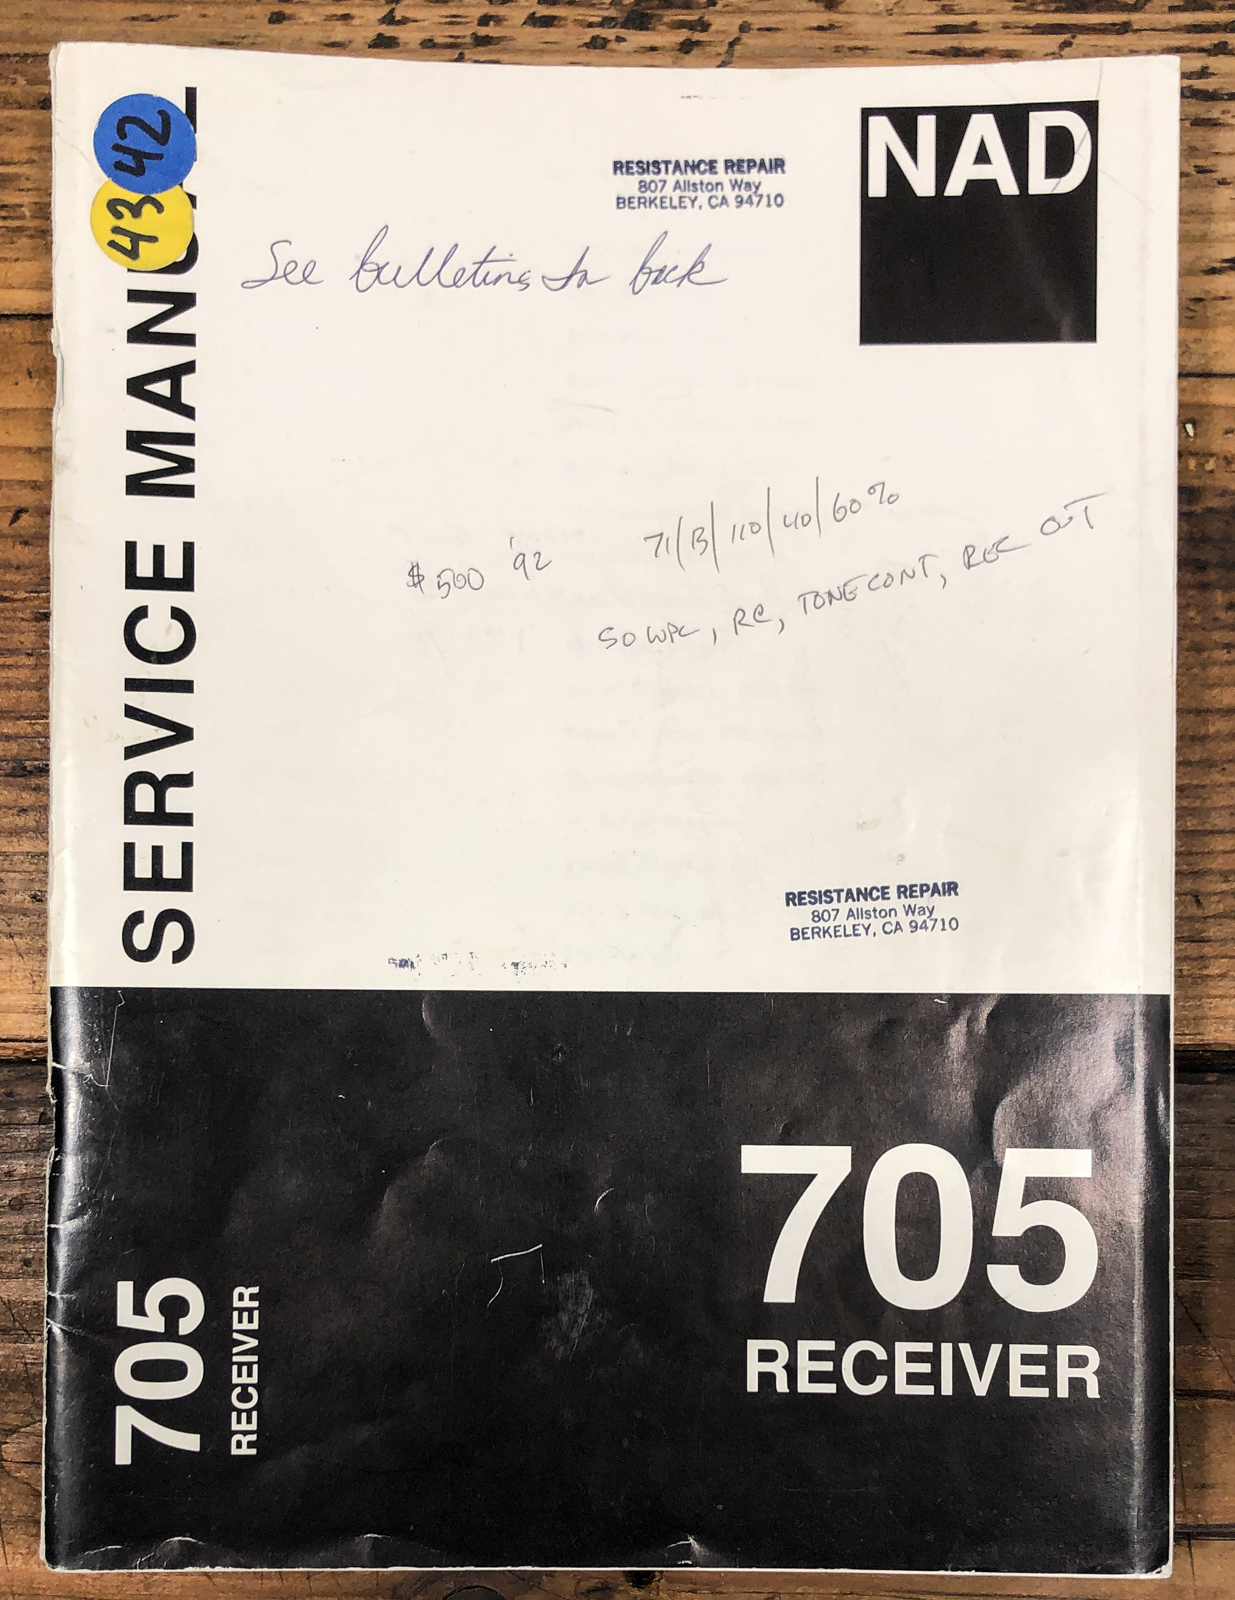 SERVICE MANUAL
42
43
NAD
RESISTANCE REPAIR
807 Allston Way
BERKELEY, CA 94710
See bulletins in back
$500 '92
71/B/110/40/60%
50 WPC, RC, TONE CONT, REC OUT
RESISTANCE REPAIR
807 Allston Way
BERKELEY, CA 94710
705
RECEIVER
705
RECEIVER